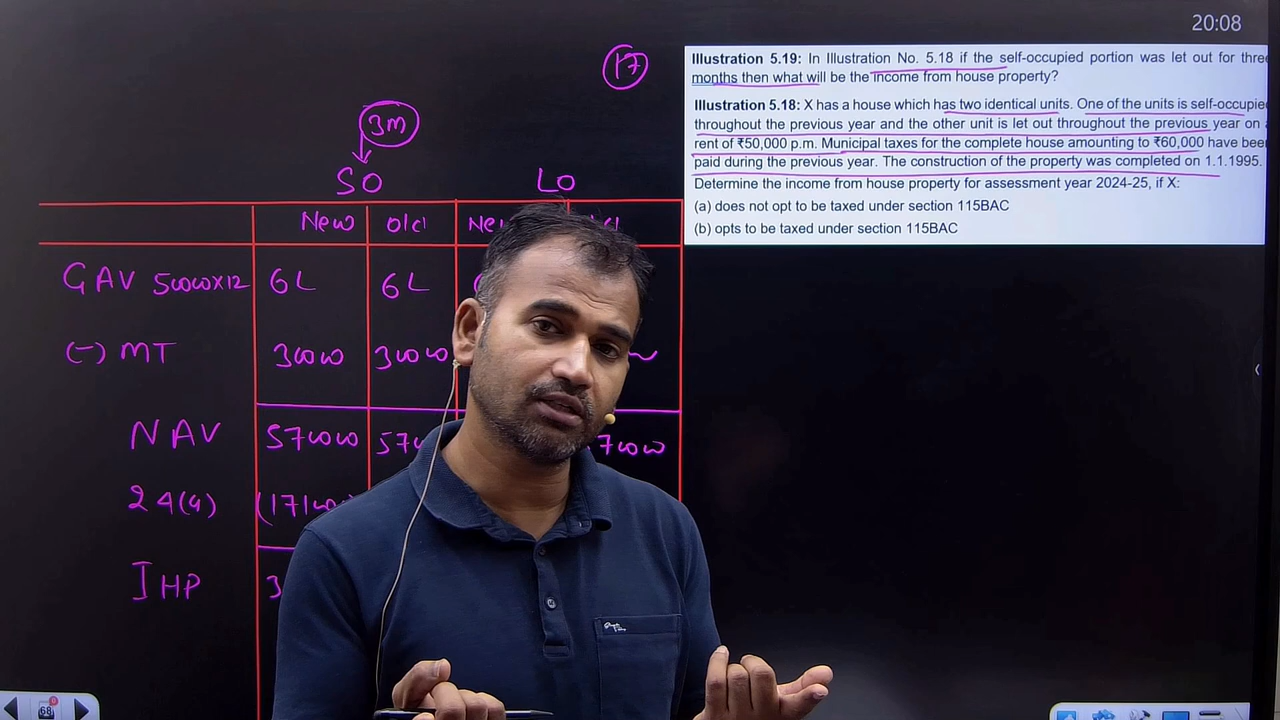 20:08
17
Illustration 5.19: In Illustration No. 5.18 if the self-occupied portion was let out for three
months then what will be the income from house property?
Illustration 5.18: X has a house which has two identical units. One of the units is self-occupied
throughout the previous year and the other unit is let out throughout the previous year on a
rent of ₹50,000 p.m. Municipal taxes for the complete house amounting to ₹60,000 have been
paid during the previous year. The construction of the property was completed on 1.1.1995.
Determine the income from house property for assessment year 2024-25, if X:
(a) does not opt to be taxed under section 115BAC
(b) opts to be taxed under section 115BAC
3m
SO LO
New old
GAV 50000x12 6L 6L
(-) MT 30000 30000
NAV 570000
24(a)
IHP
68